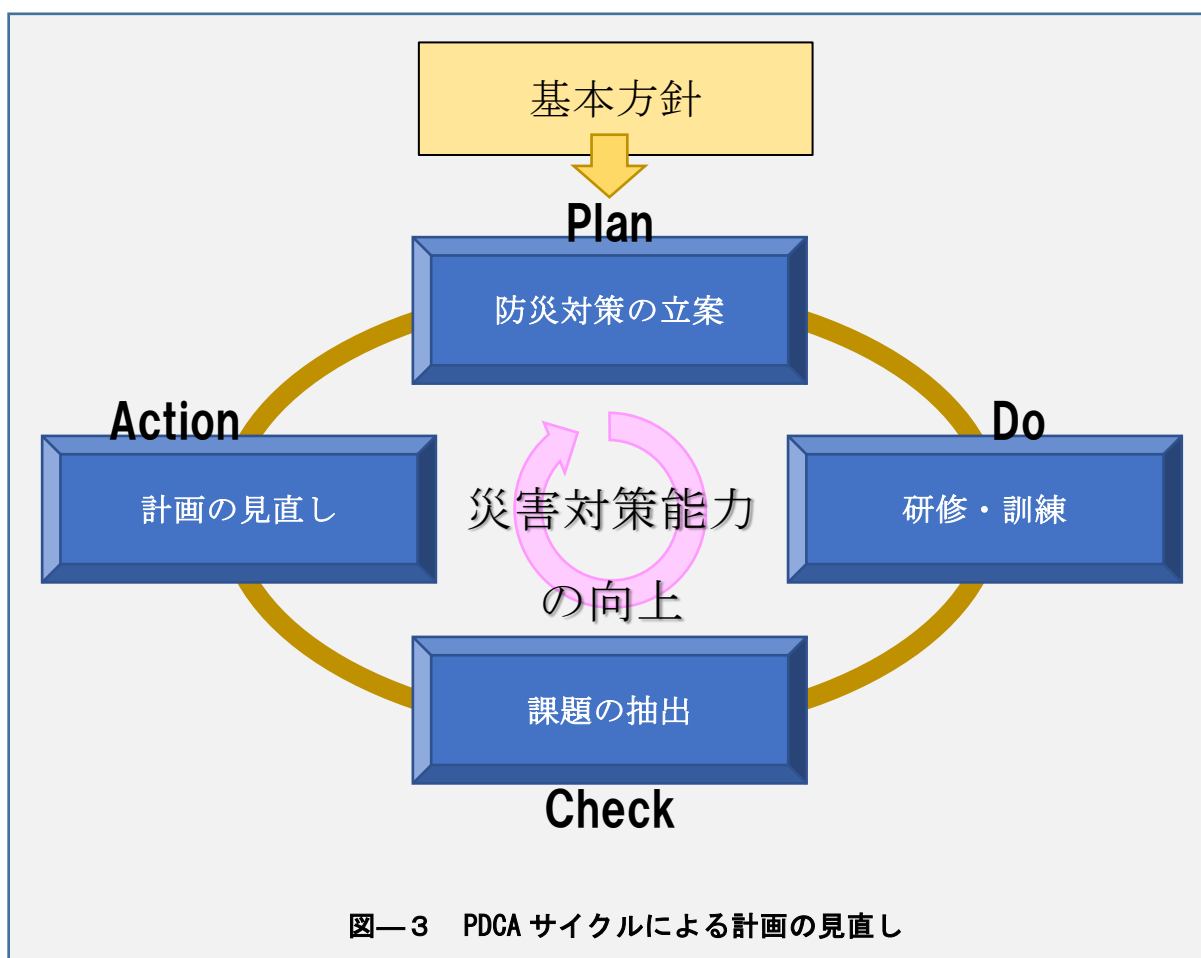 基本方針
Plan
防災対策の立案
Action
計画の見直し
Do
研修・訓練
災害対策能力
の向上
課題の抽出
Check
図―３　PDCA サイクルによる計画の見直し